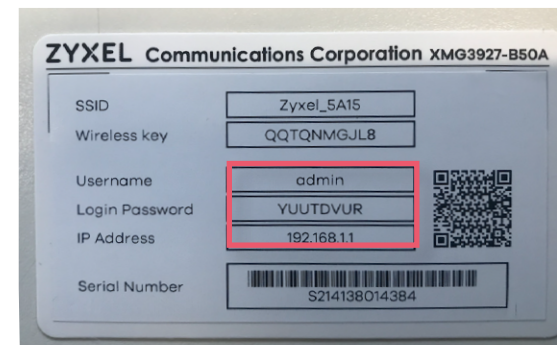 ZYXEL Communications Corporation XMG3927-B50A
SSID Zyxel_5A15
Wireless key QQTQNMGJL8
Username admin
Login Password YUUTDVUR
IP Address 192.168.1.1
Serial Number S214138014384